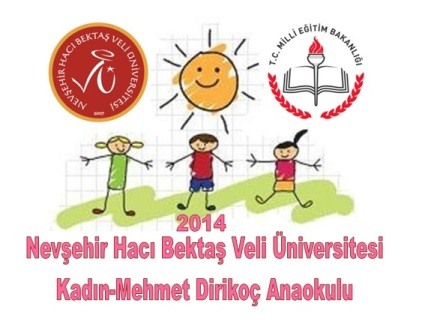 NEVŞEHİR HACI BEKTAŞ VELİ ÜNİVERSİTESİ
2007
T.C. MİLLİ EĞİTİM BAKANLIĞI
2014
Nevşehir Hacı Bektaş Veli Üniversitesi
Kadın-Mehmet Dirikoç Anaokulu